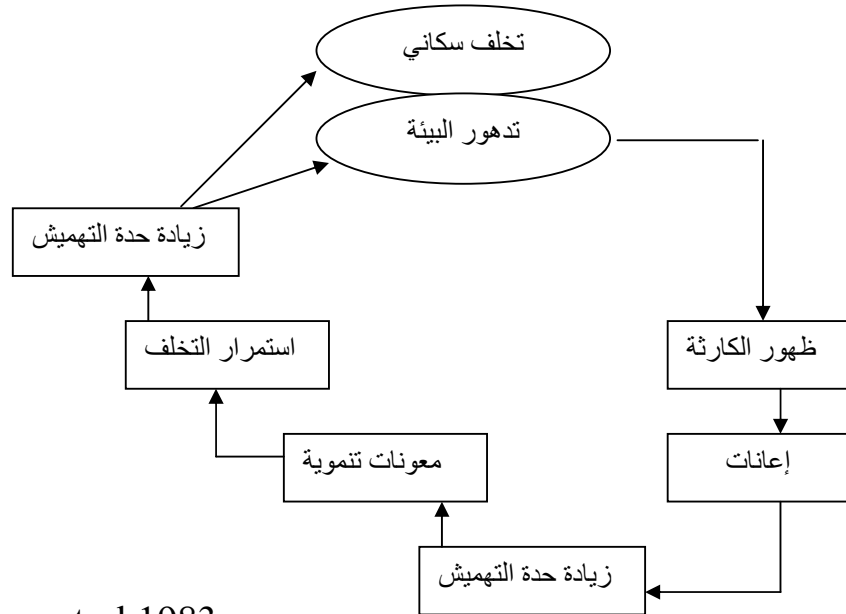 تخلف سكاني
تدهور البيئة
زيادة حدة التهميش
استمرار التخلف
ظهور الكارثة
معونات تنموية
إعانات
زيادة حدة التهميش